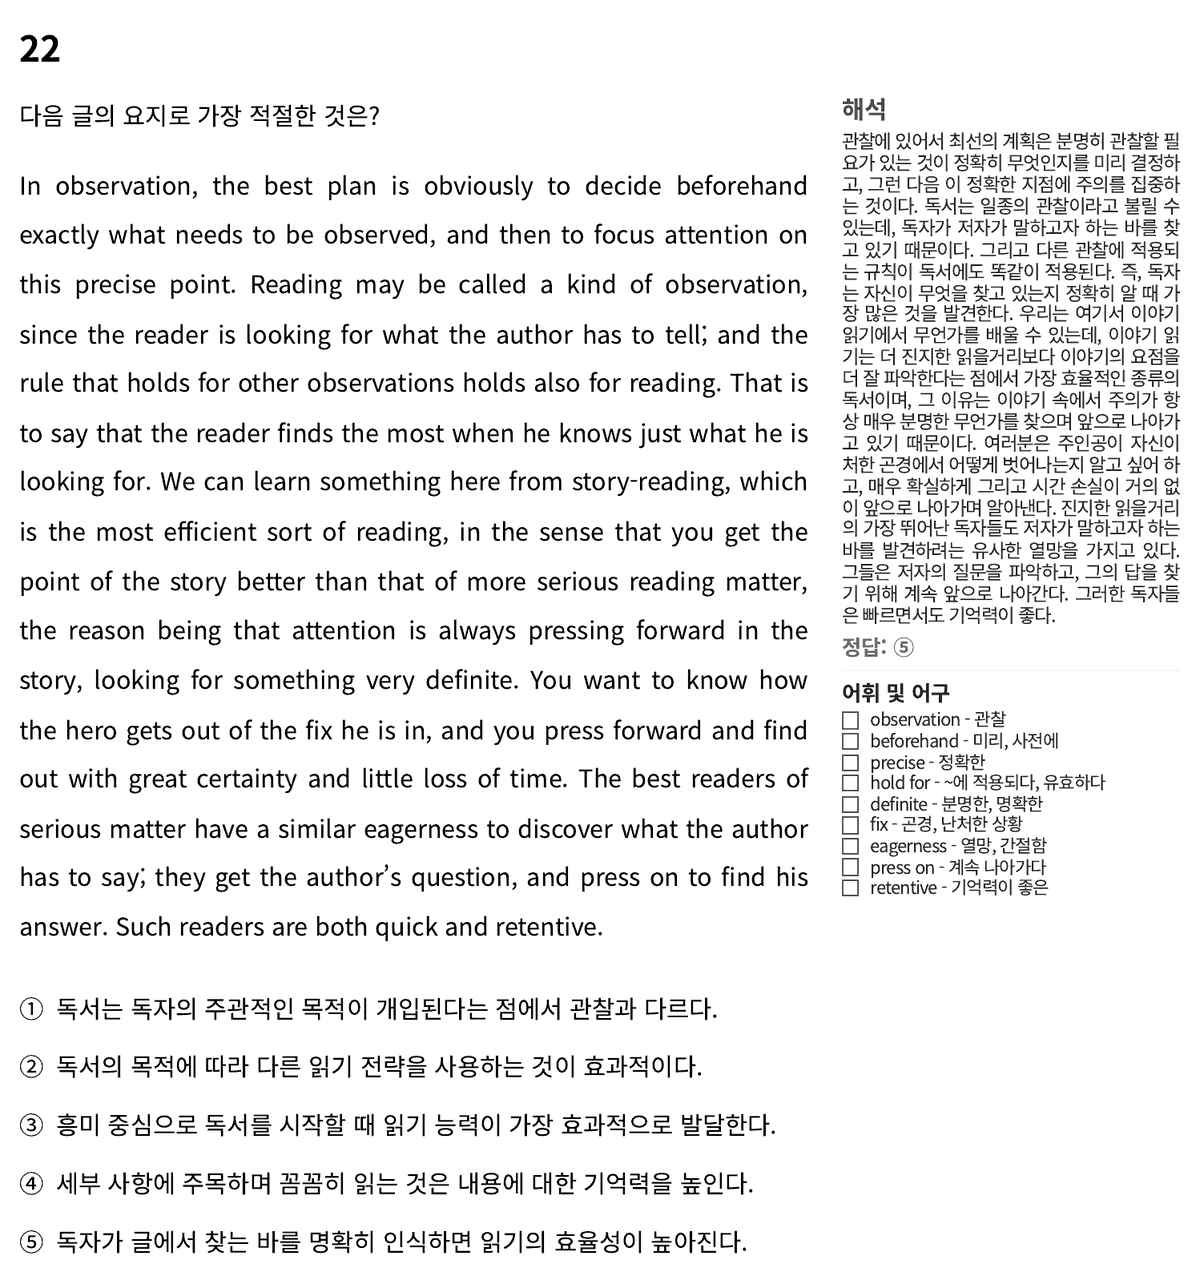 22
다음 글의 요지로 가장 적절한 것은?
In observation, the best plan is obviously to decide beforehand
exactly what needs to be observed, and then to focus attention on
this precise point. Reading may be called a kind of observation,
since the reader is looking for what the author has to tell; and the
rule that holds for other observations holds also for reading. That is
to say that the reader finds the most when he knows just what he is
looking for. We can learn something here from story-reading, which
is the most efficient sort of reading, in the sense that you get the
point of the story better than that of more serious reading matter,
the reason being that attention is always pressing forward in the
story, looking for something very definite. You want to know how
the hero gets out of the fix he is in, and you press forward and find
out with great certainty and little loss of time. The best readers of
serious matter have a similar eagerness to discover what the author
has to say; they get the author’s question, and press on to find his
answer. Such readers are both quick and retentive.
① 독서는 독자의 주관적인 목적이 개입된다는 점에서 관찰과 다르다.
② 독서의 목적에 따라 다른 읽기 전략을 사용하는 것이 효과적이다.
③ 흥미 중심으로 독서를 시작할 때 읽기 능력이 가장 효과적으로 발달한다.
④ 세부 사항에 주목하며 꼼꼼히 읽는 것은 내용에 대한 기억력을 높인다.
⑤ 독자가 글에서 찾는 바를 명확히 인식하면 읽기의 효율성이 높아진다.
해석
관찰에 있어서 최선의 계획은 분명히 관찰할 필
요가 있는 것이 정확히 무엇인지를 미리 결정하
고, 그런 다음 이 정확한 지점에 주의를 집중하
는 것이다. 독서는 일종의 관찰이라고 불릴 수
있는데, 독자가 저자가 말하고자 하는 바를 찾
고 있기 때문이다. 그리고 다른 관찰에 적용되
는 규칙이 독서에도 똑같이 적용된다. 즉, 독자
는 자신이 무엇을 찾고 있는지 정확히 알 때 가
장 많은 것을 발견한다. 우리는 여기서 이야기
읽기에서 무언가를 배울 수 있는데, 이야기 읽
기는 더 진지한 읽을거리보다 이야기의 요점을
더 잘 파악한다는 점에서 가장 효율적인 종류의
독서이며, 그 이유는 이야기 속에서 주의가 항
상 매우 분명한 무언가를 찾으며 앞으로 나아가
고 있기 때문이다. 여러분은 주인공이 자신이
처한 곤경에서 어떻게 벗어나는지 알고 싶어 하
고, 매우 확실하게 그리고 시간 손실이 거의 없
이 앞으로 나아가며 알아낸다. 진지한 읽을거리
의 가장 뛰어난 독자들도 저자가 말하고자 하는
바를 발견하려는 유사한 열망을 가지고 있다.
그들은 저자의 질문을 파악하고, 그의 답을 찾
기 위해 계속 앞으로 나아간다. 그러한 독자들
은 빠르면서도 기억력이 좋다.
정답: ⑤
어휘 및 어구
observation - 관찰
beforehand - 미리, 사전에
precise - 정확한
hold for - ~에 적용되다, 유효하다
definite - 분명한, 명확한
fix - 곤경, 난처한 상황
eagerness - 열망, 간절함
press on - 계속 나아가다
retentive - 기억력이 좋은